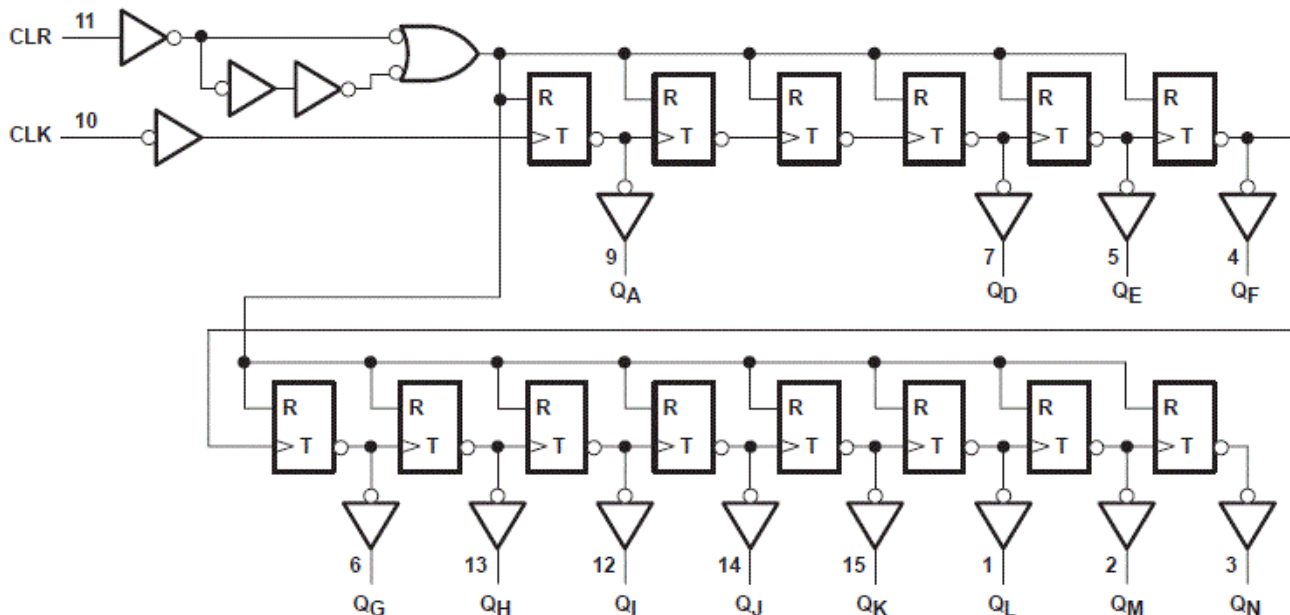 CLR 11
CLK 10
R R R R R R
T T T T T T
9 7 5 4
QA QD QE QF
R R R R R R R R
T T T T T T T T
6 13 12 14 15 1 2 3
QG QH QI QJ QK QL QM QN